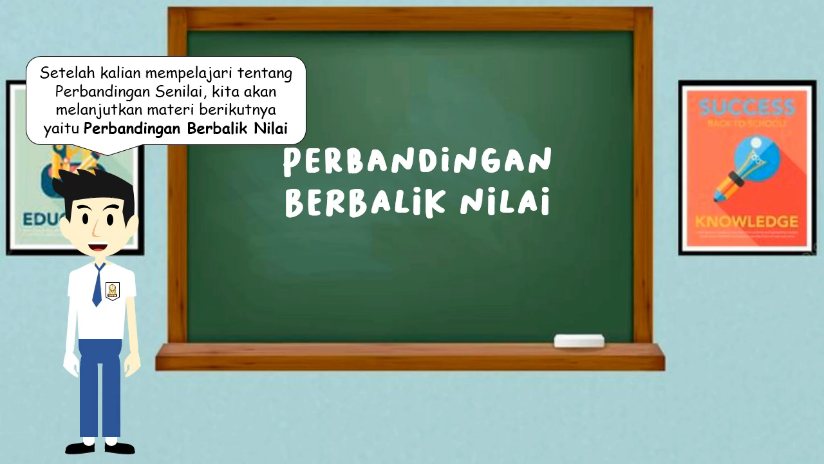 Setelah kalian mempelajari tentang
Perbandingan Senilai, kita akan
melanjutkan materi berikutnya
yaitu Perbandingan Berbalik Nilai
PERBANDINGAN
BERBALIK NILAI
SUCCESS
BACK TO SCHOOL
KNOWLEDGE